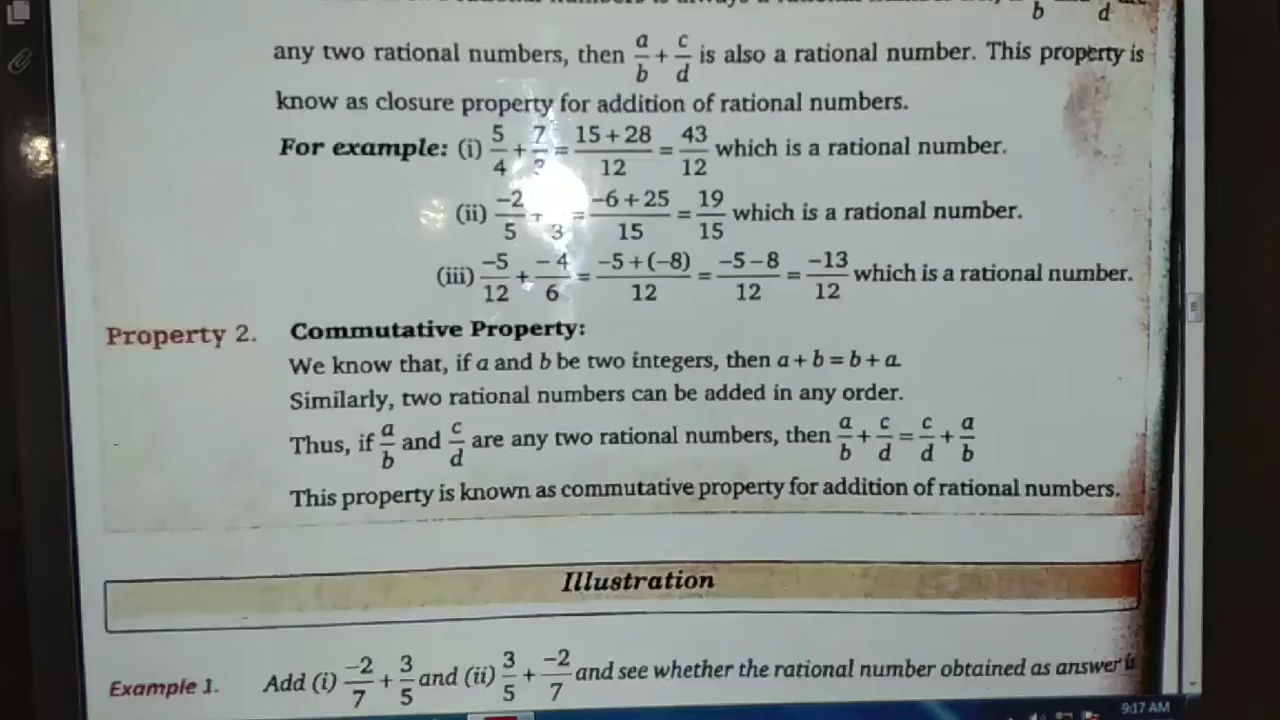 any two rational numbers, then a/b + c/d is also a rational number. This property is
know as closure property for addition of rational numbers.
For example: (i) 5/4 + 7/3 = 15 + 28/12 = 43/12 which is a rational number.
(ii) -2/5 + /3 = -6 + 25/15 = 19/15 which is a rational number.
(iii) -5/12 + -4/6 = -5 + (-8)/12 = -5 - 8/12 = -13/12 which is a rational number.
Property 2. Commutative Property:
We know that, if a and b be two integers, then a + b = b + a
Similarly, two rational numbers can be added in any order.
Thus, if a/b and c/d are any two rational numbers, then a/b + c/d = c/d + a/b
This property is known as commutative property for addition of rational numbers.
Illustration
Example 1. Add (i) -2/7 + 3/5 and (ii) 3/5 + -2/7 and see whether the rational number obtained as answer
9:17 AM